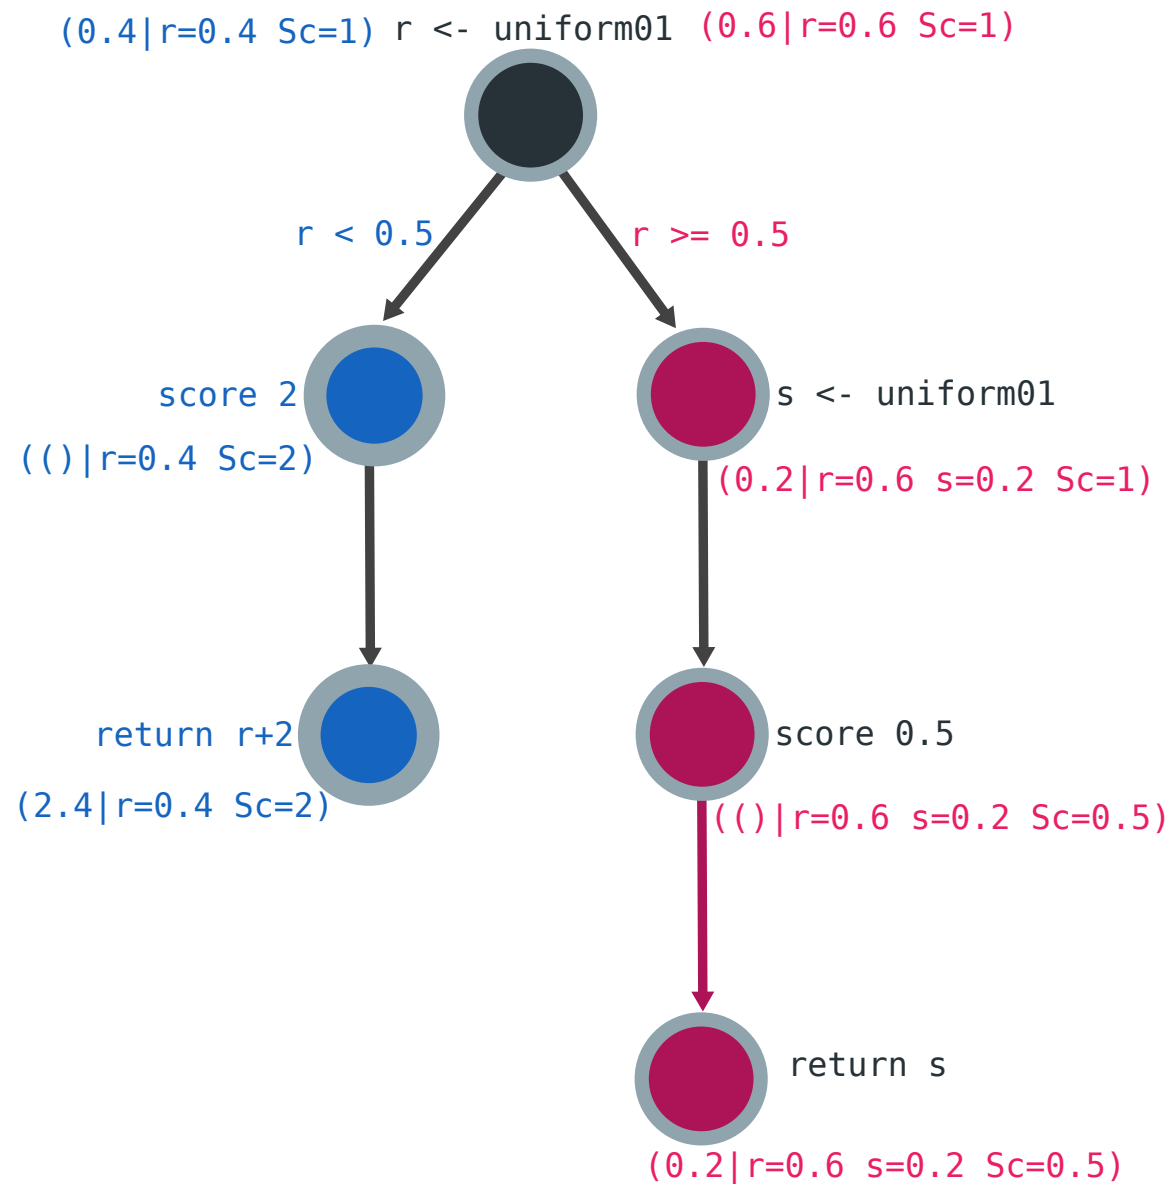 (0.4|r=0.4 Sc=1) r <- uniform01 (0.6|r=0.6 Sc=1)
r < 0.5
r >= 0.5
score 2
s <- uniform01
(()|r=0.4 Sc=2)
(0.2|r=0.6 s=0.2 Sc=1)
return r+2
score 0.5
(2.4|r=0.4 Sc=2)
(()|r=0.6 s=0.2 Sc=0.5)
return s
(0.2|r=0.6 s=0.2 Sc=0.5)